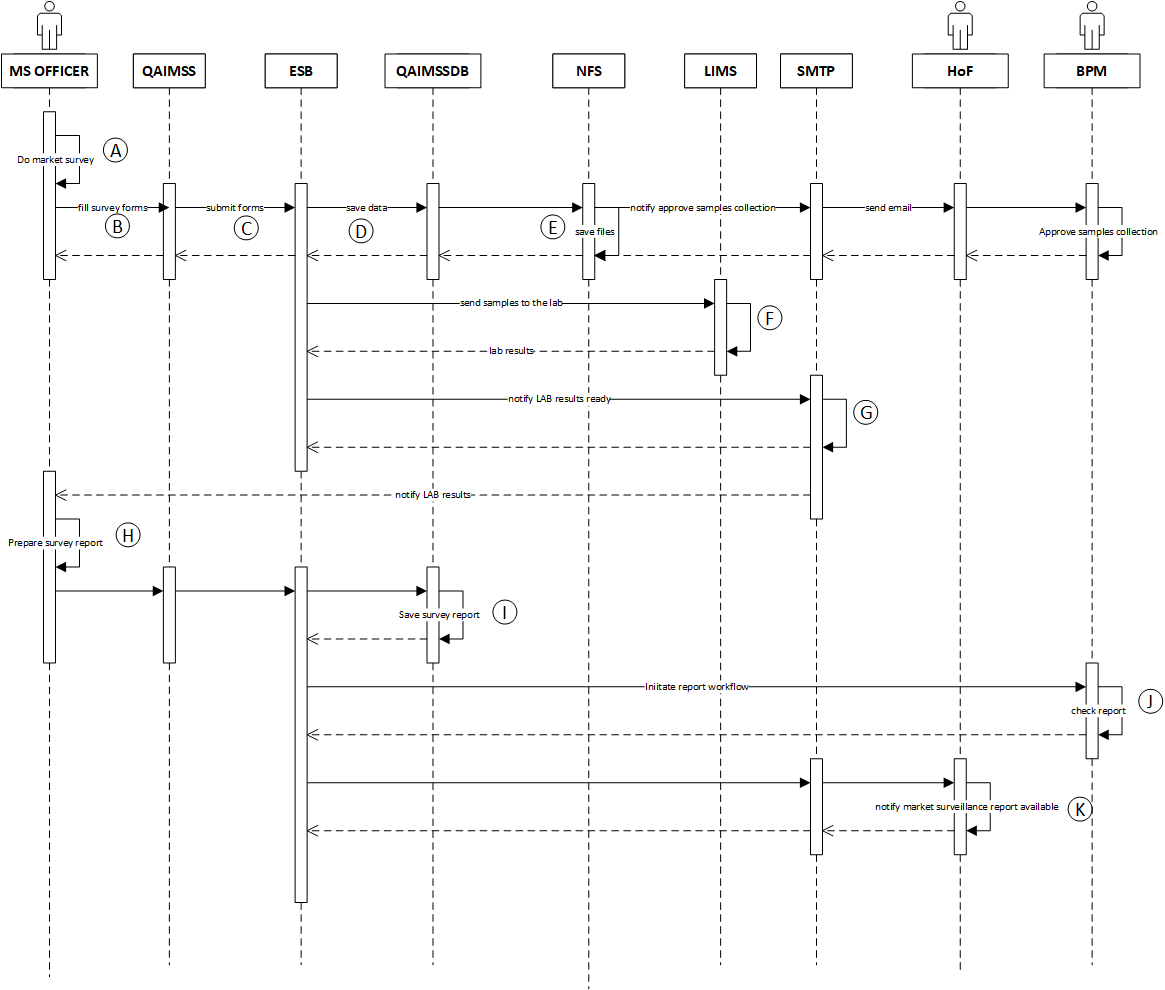 MS OFFICER
QAIMSS
ESB
QAIMSSDB
NFS
LIMS
SMTP
HoF
BPM
A
Do market survey
fill survey forms
submit forms
save data
notify approve samples collection
send email
B
C
D
E
save files
Approve samples collection
send samples to the lab
F
lab results
notify LAB results ready
G
notify LAB results
H
Prepare survey report
Save survey report
I
Iniitate report workflow
J
check report
notify market surveillance report available
K